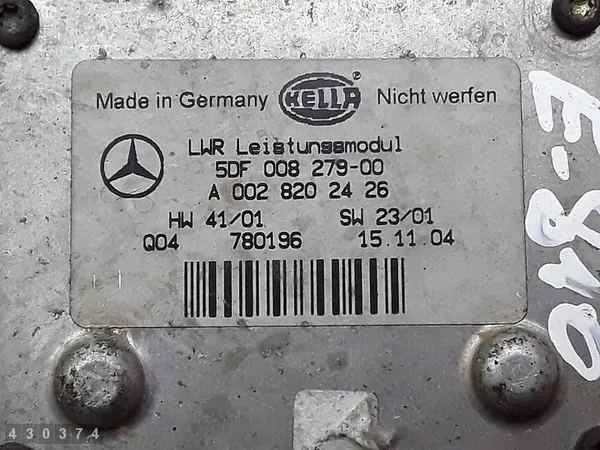 Made in Germany HELLA Nicht werfen
LWR Leistungsmodul
5DF 008 279-00
A 002 820 24 26
HW 41/01 SW 23/01
Q04 780196 15.11.04
E-840
430374